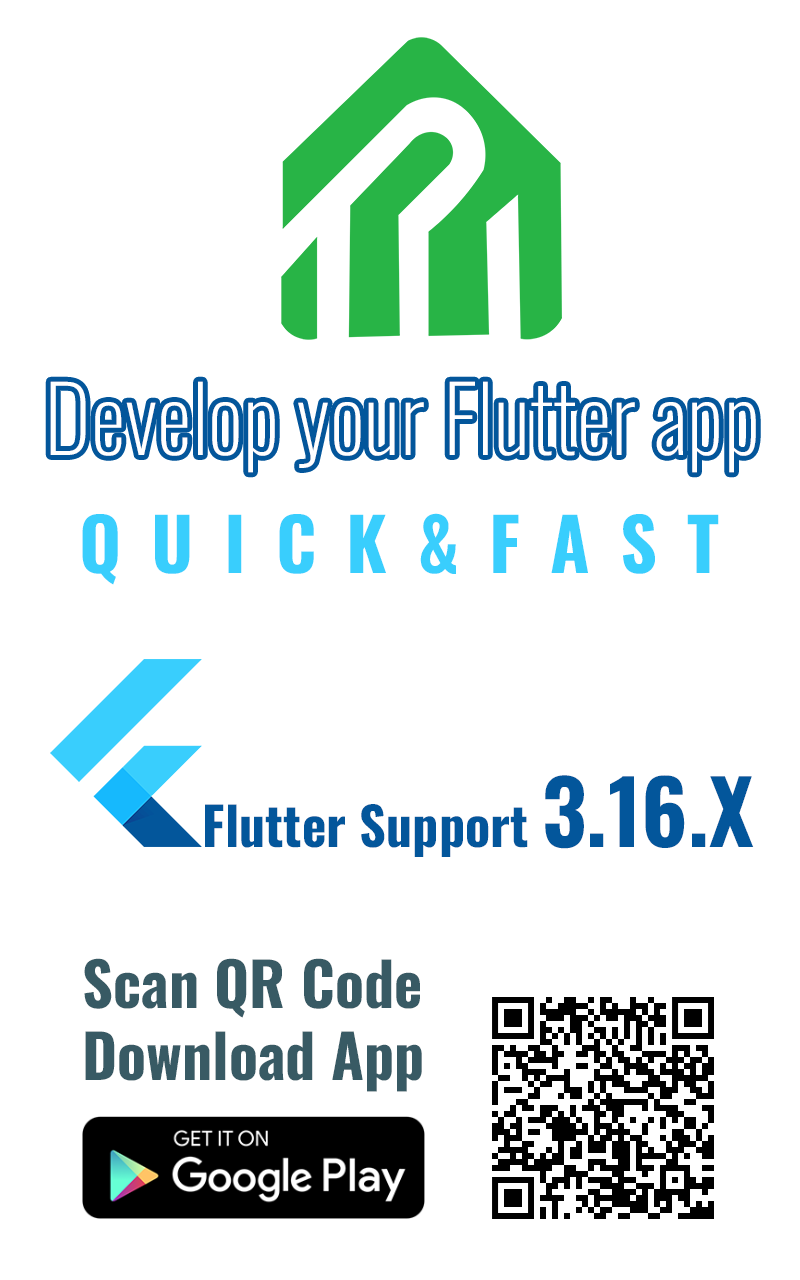 Develop your Flutter app
QUICK&FAST
Flutter Support 3.16.X
Scan QR Code
Download App
GET IT ON
Google Play